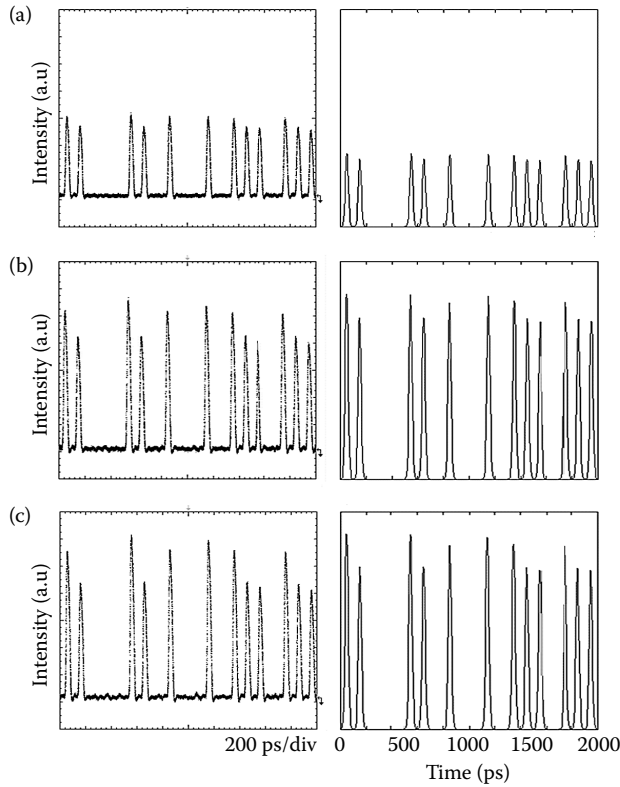 (a)
Intensity (a.u)
(b)
Intensity (a.u)
(c)
Intensity (a.u)
200 ps/div
0 500 1000 1500 2000
Time (ps)